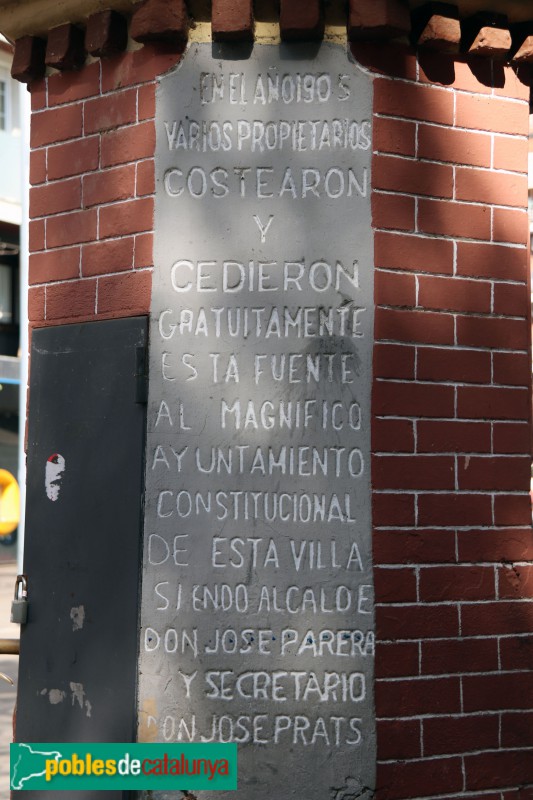 EN EL AÑO 1905
VARIOS PROPIETARIOS
COSTEARON
Y
CEDIERON
GRATUITAMENTE
ESTA FUENTE
AL MAGNIFICO
AYUNTAMIENTO
CONSTITUCIONAL
DE ESTA VILLA
SIENDO ALCALDE
DON JOSE PARERA
Y SECRETARIO
DON JOSE PRATS
poblesdecatalunya